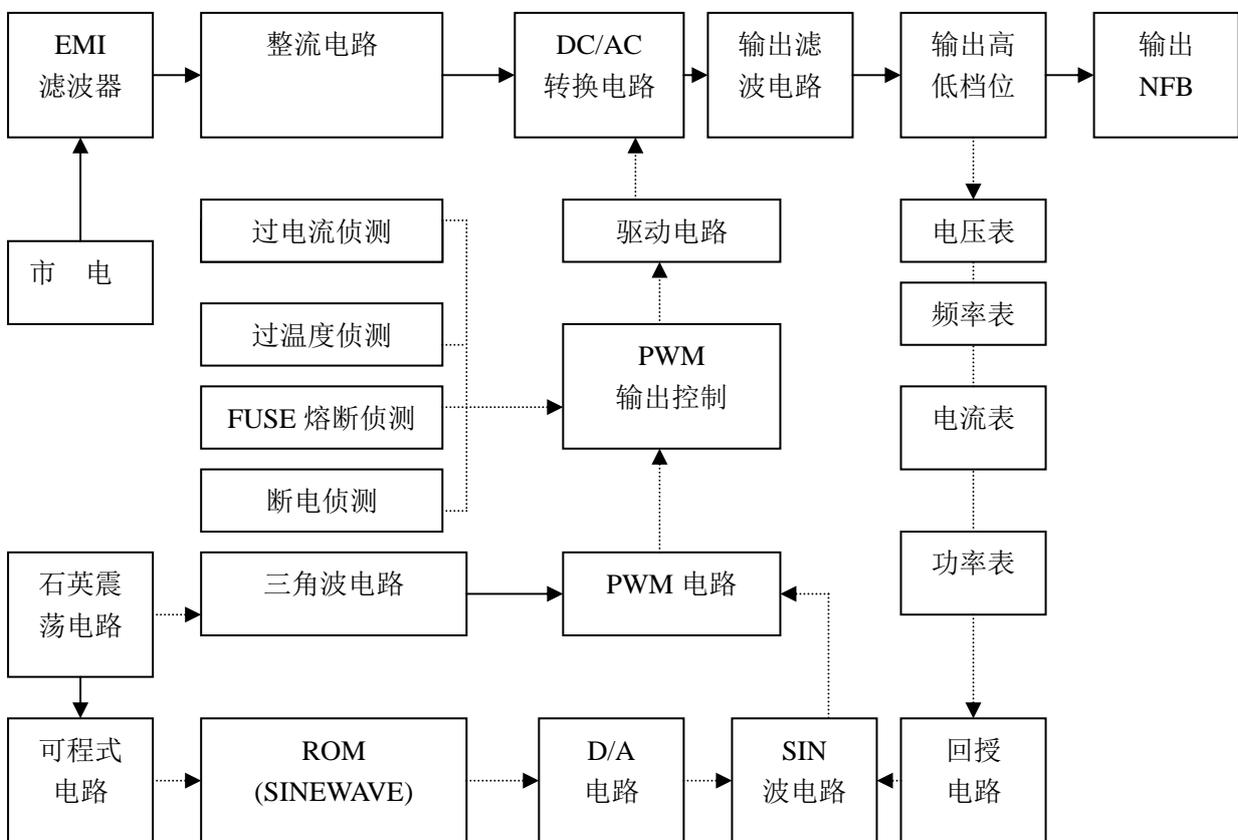 EMI
滤波器
整流电路
DC/AC
转换电路
输出滤
波电路
输出高
低档位
输出
NFB
市 电
过电流侦测
驱动电路
电压表
过温度侦测
频率表
PWM
输出控制
FUSE 熔断侦测
电流表
断电侦测
石英震
荡电路
三角波电路
PWM 电路
功率表
可程式
电路
ROM
(SINEWAVE)
D/A
电路
SIN
波电路
回授
电路